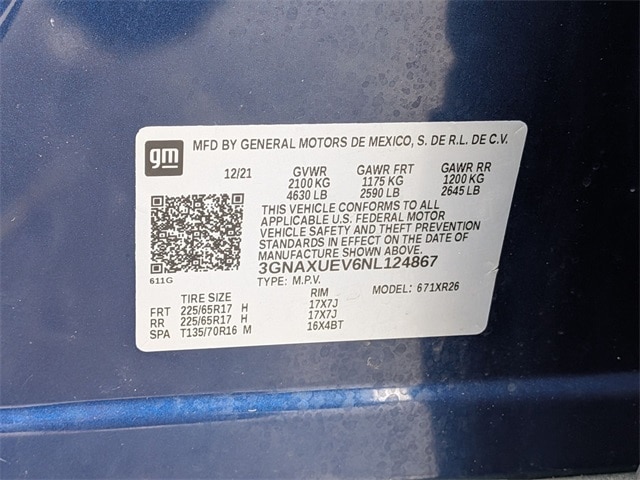 gm
MFD BY GENERAL MOTORS DE MEXICO, S. DE R.L. DE C.V.
12/21 GVWR GAWR FRT GAWR RR
2100 KG 1175 KG 1200 KG
4630 LB 2590 LB 2645 LB
THIS VEHICLE CONFORMS TO ALL
APPLICABLE U.S. FEDERAL MOTOR
VEHICLE SAFETY AND THEFT PREVENTION
STANDARDS IN EFFECT ON THE DATE OF
MANUFACTURE SHOWN ABOVE.
3GNAXUEV6NL124867
611G
TYPE: M.P.V. MODEL: 671XR26
TIRE SIZE RIM
FRT 225/65R17 H 17X7J
RR 225/65R17 H 17X7J
SPA T135/70R16 M 16X4BT